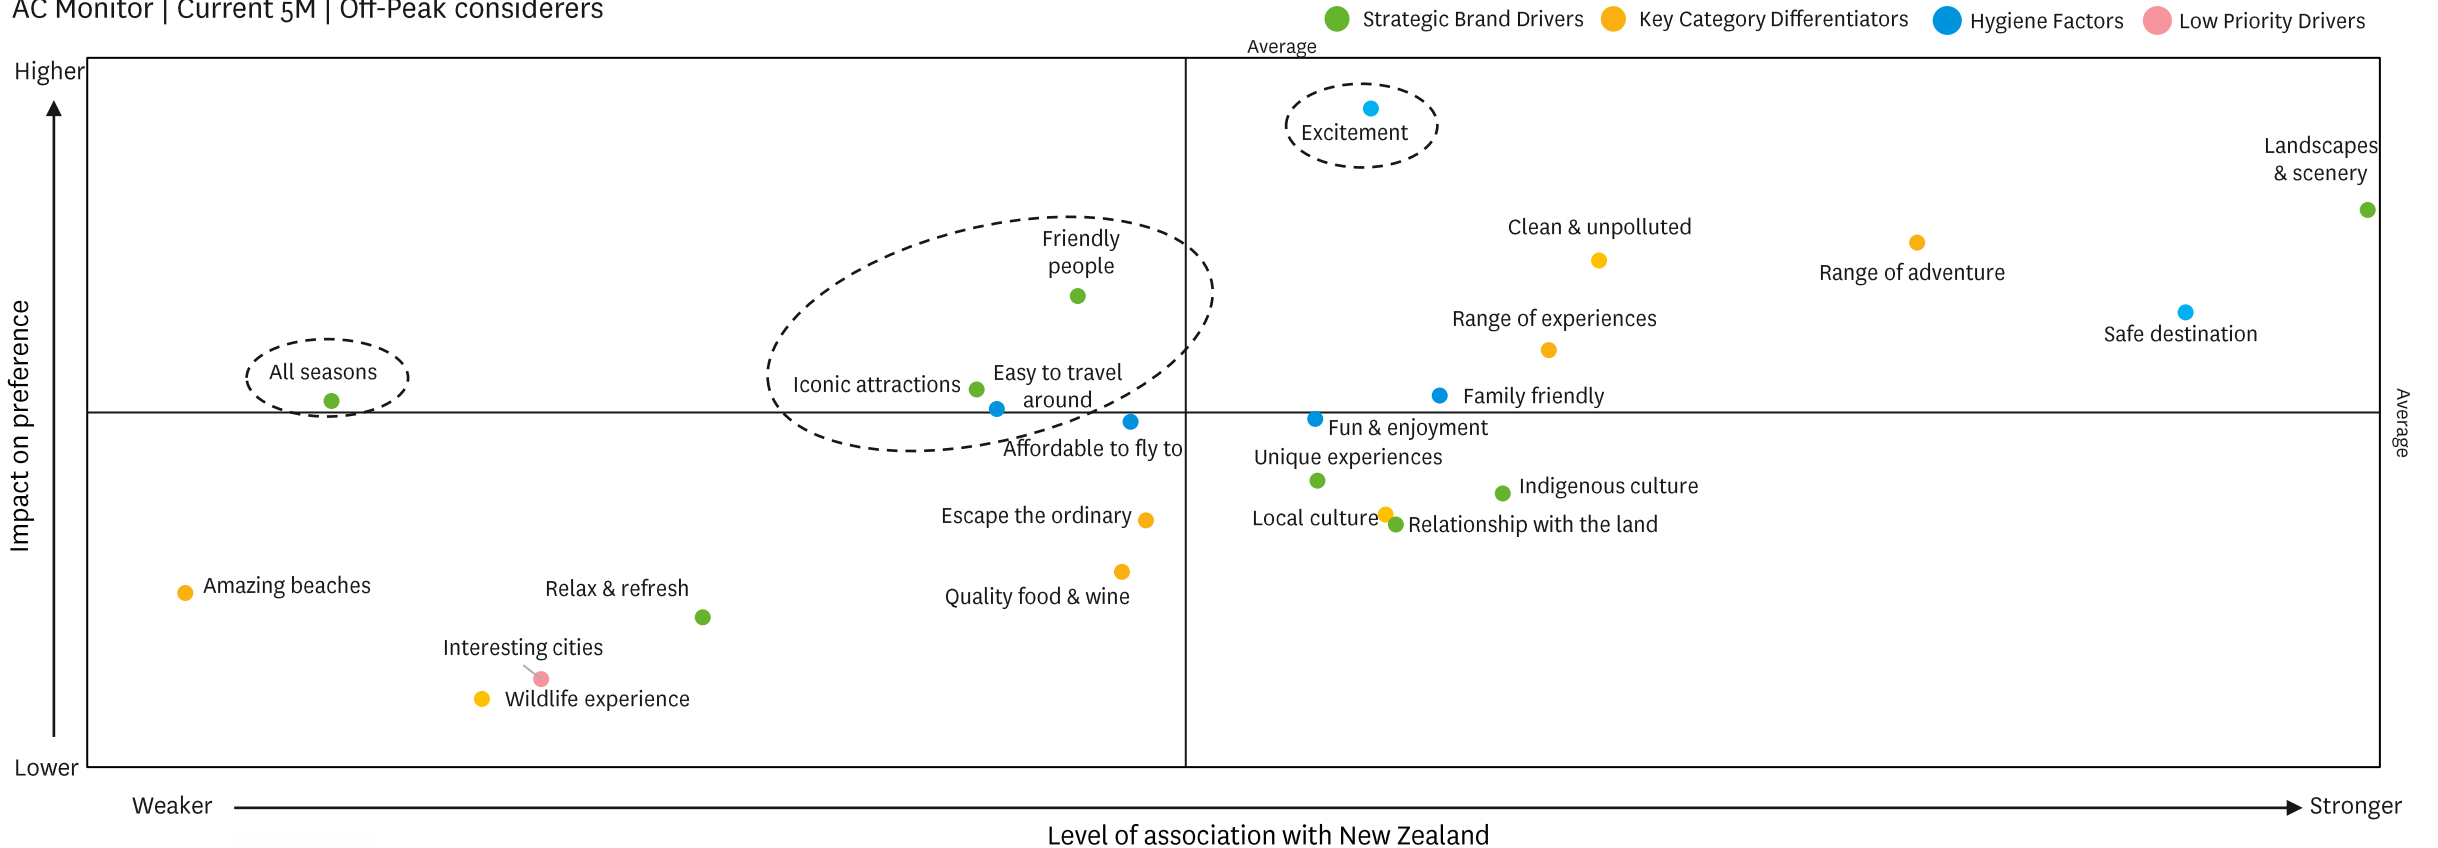 AC Monitor | Current 5M | Off-Peak considerers
Strategic Brand Drivers
Key Category Differentiators
Hygiene Factors
Low Priority Drivers
Average
Higher
Excitement
Landscapes
& scenery
Clean & unpolluted
Friendly
people
Range of adventure
Range of experiences
Safe destination
All seasons
Iconic attractions
Easy to travel
around
Family friendly
Average
Fun & enjoyment
Affordable to fly to
Unique experiences
Indigenous culture
Escape the ordinary
Local culture
Relationship with the land
Impact on preference
Amazing beaches
Relax & refresh
Quality food & wine
Interesting cities
Wildlife experience
Lower
Weaker
Stronger
Level of association with New Zealand